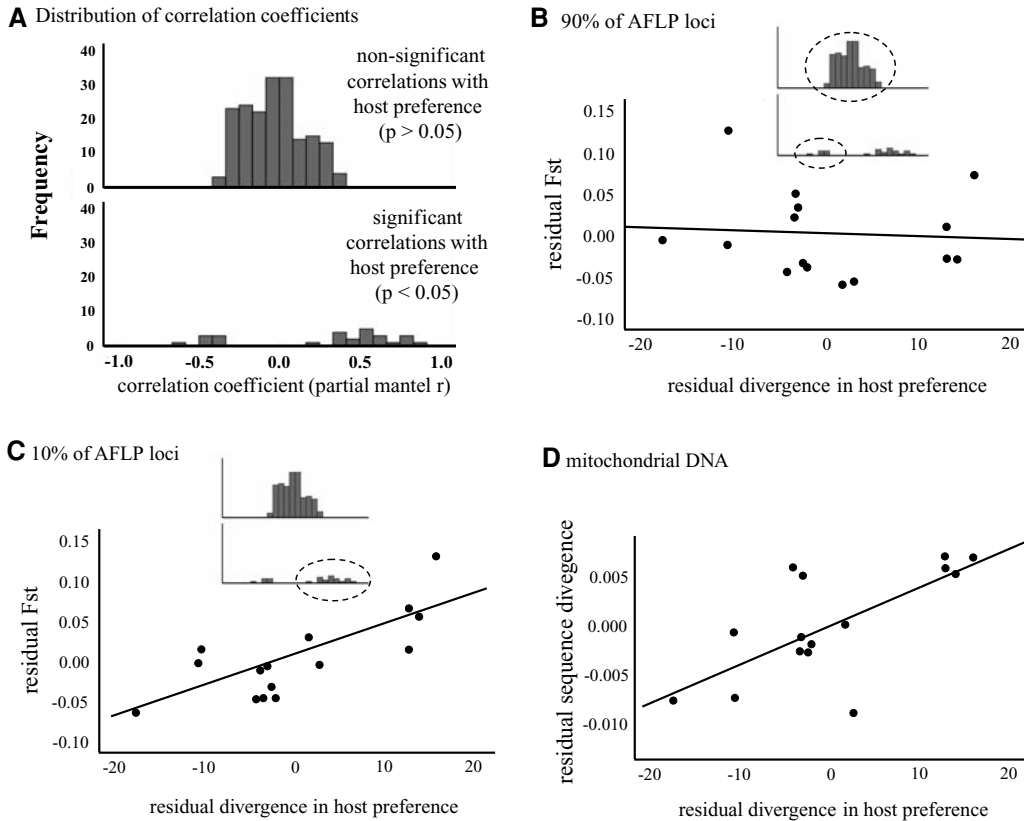 A Distribution of correlation coefficients
Frequency
40
30
20
10
0
non-significant
correlations with
host preference
(p > 0.05)
40
30
20
10
0
significant
correlations with
host preference
(p < 0.05)
-1.0 -0.5 0.0 0.5 1.0
correlation coefficient (partial mantel r)
B 90% of AFLP loci
residual Fst
0.15
0.10
0.05
0.00
-0.05
-0.10
-20 -10 0 10 20
residual divergence in host preference
C 10% of AFLP loci
residual Fst
0.15
0.10
0.05
0.00
-0.05
-0.10
-20 -10 0 10 20
residual divergence in host preference
D mitochondrial DNA
residual sequence divegence
0.005
0.000
-0.005
-0.010
-20 -10 0 10 20
residual divergence in host preference